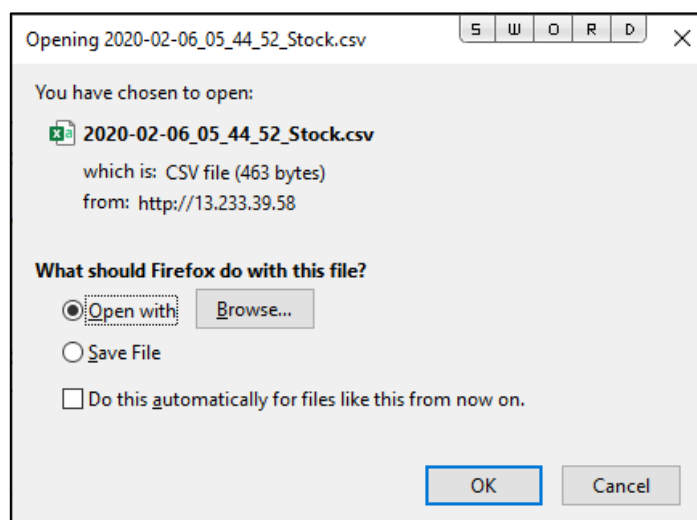 Opening 2020-02-06_05_44_52_Stock.csv
S W O R D
You have chosen to open:
2020-02-06_05_44_52_Stock.csv
which is: CSV file (463 bytes)
from: http://13.233.39.58
What should Firefox do with this file?
Open with Browse...
Save File
Do this automatically for files like this from now on.
OK Cancel